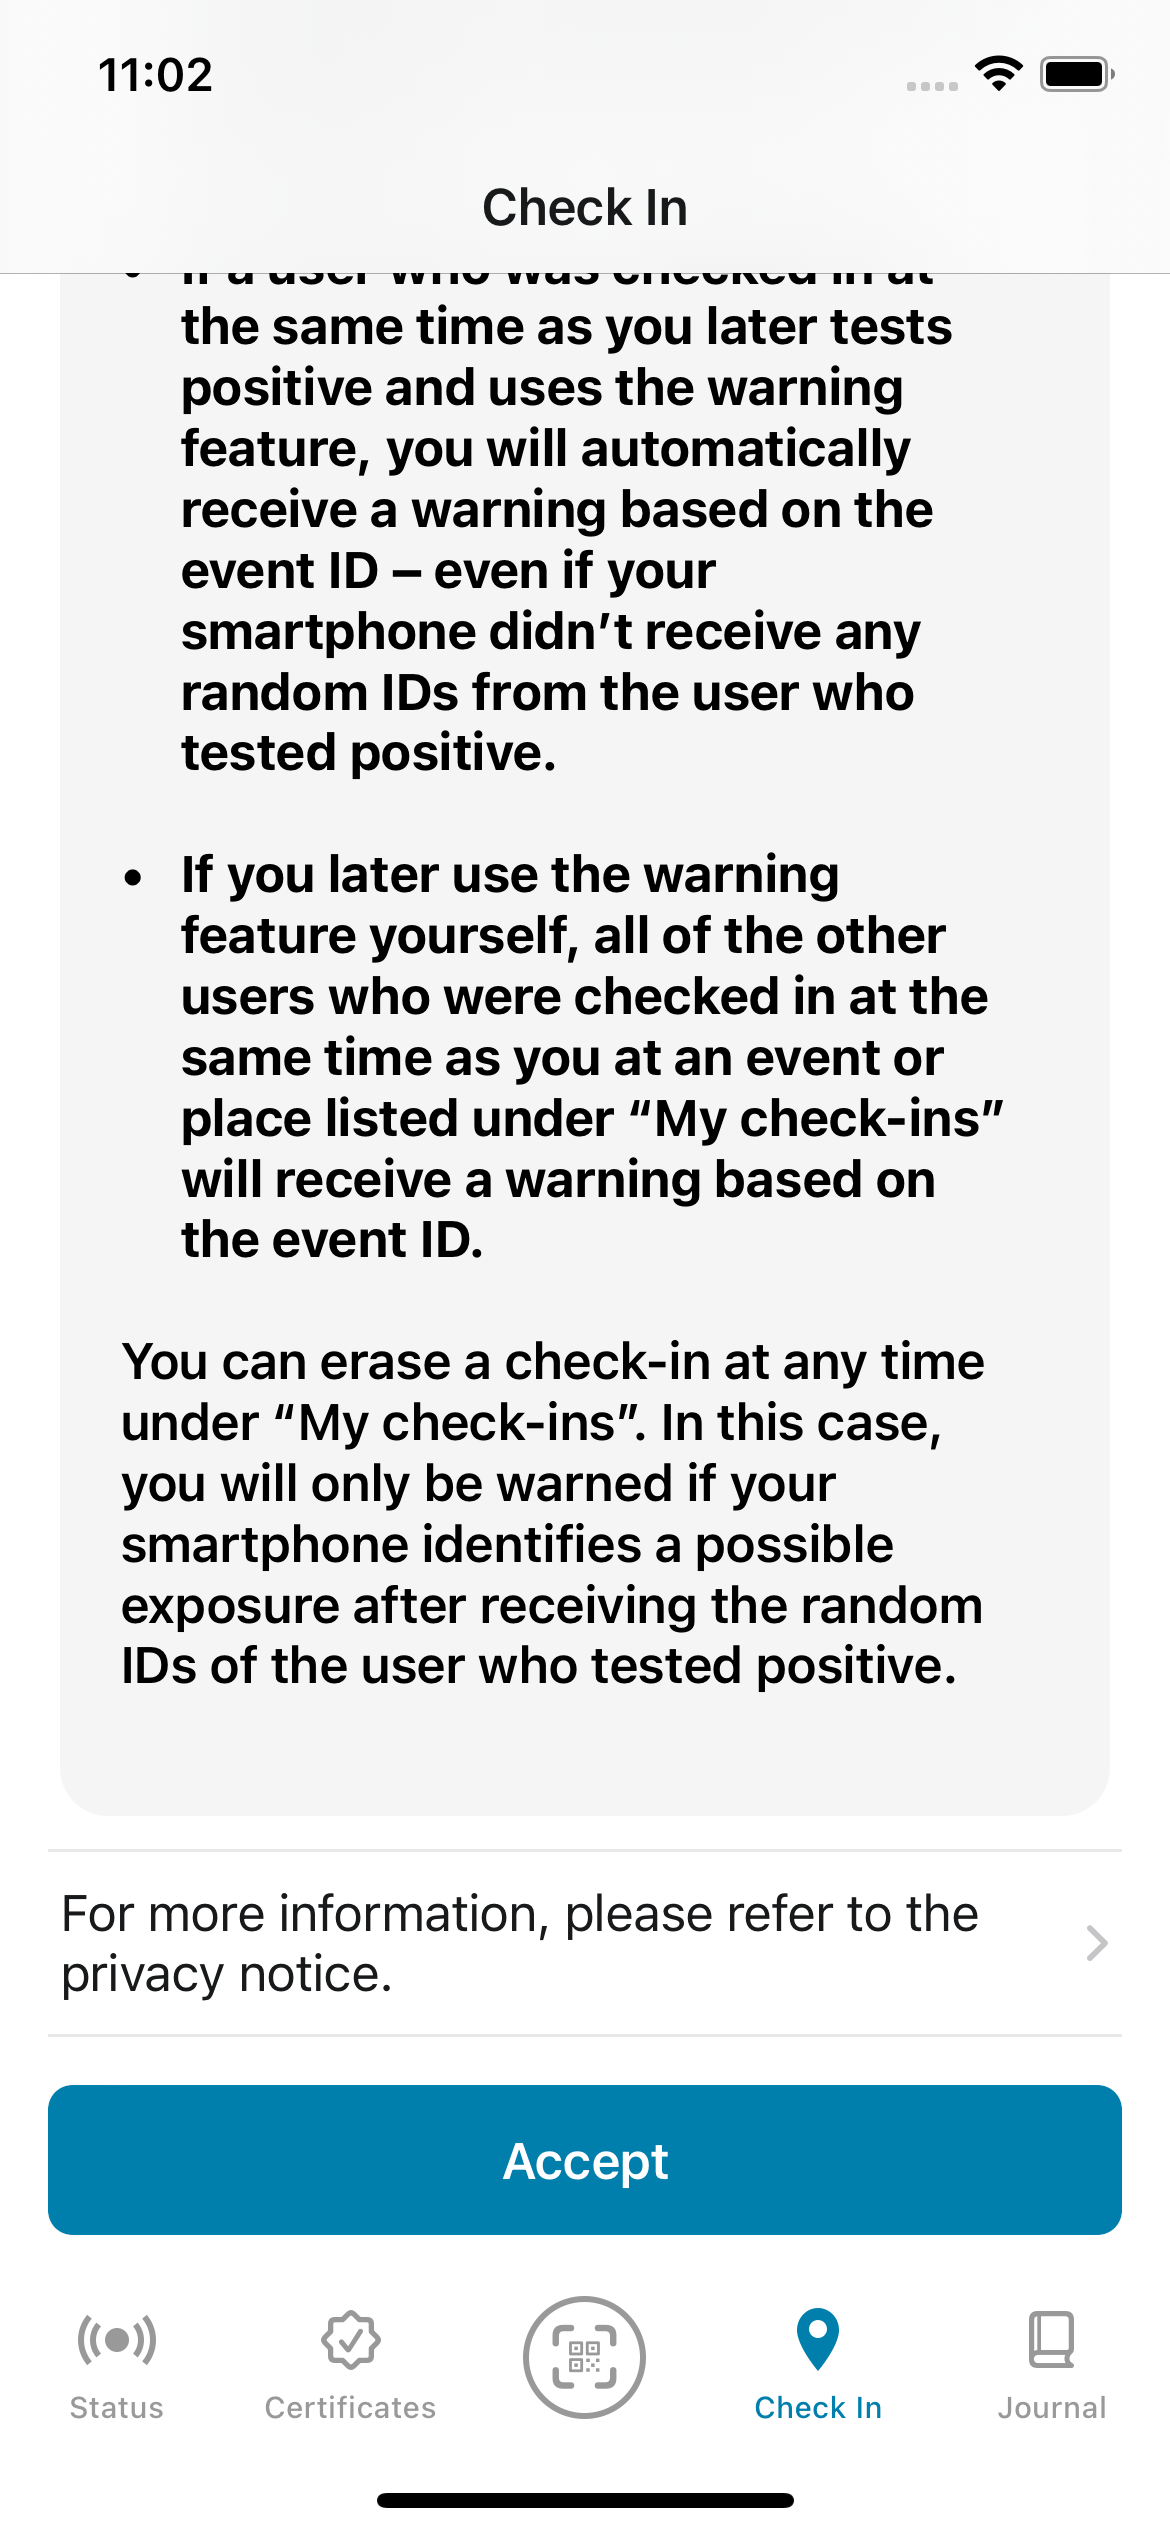 11:02
Check In
• If a user who was checked in at
the same time as you later tests
positive and uses the warning
feature, you will automatically
receive a warning based on the
event ID – even if your
smartphone didn’t receive any
random IDs from the user who
tested positive.
• If you later use the warning
feature yourself, all of the other
users who were checked in at the
same time as you at an event or
place listed under “My check-ins”
will receive a warning based on
the event ID.
You can erase a check-in at any time
under “My check-ins”. In this case,
you will only be warned if your
smartphone identifies a possible
exposure after receiving the random
IDs of the user who tested positive.
For more information, please refer to the
privacy notice.
Accept
Status
Certificates
Check In
Journal